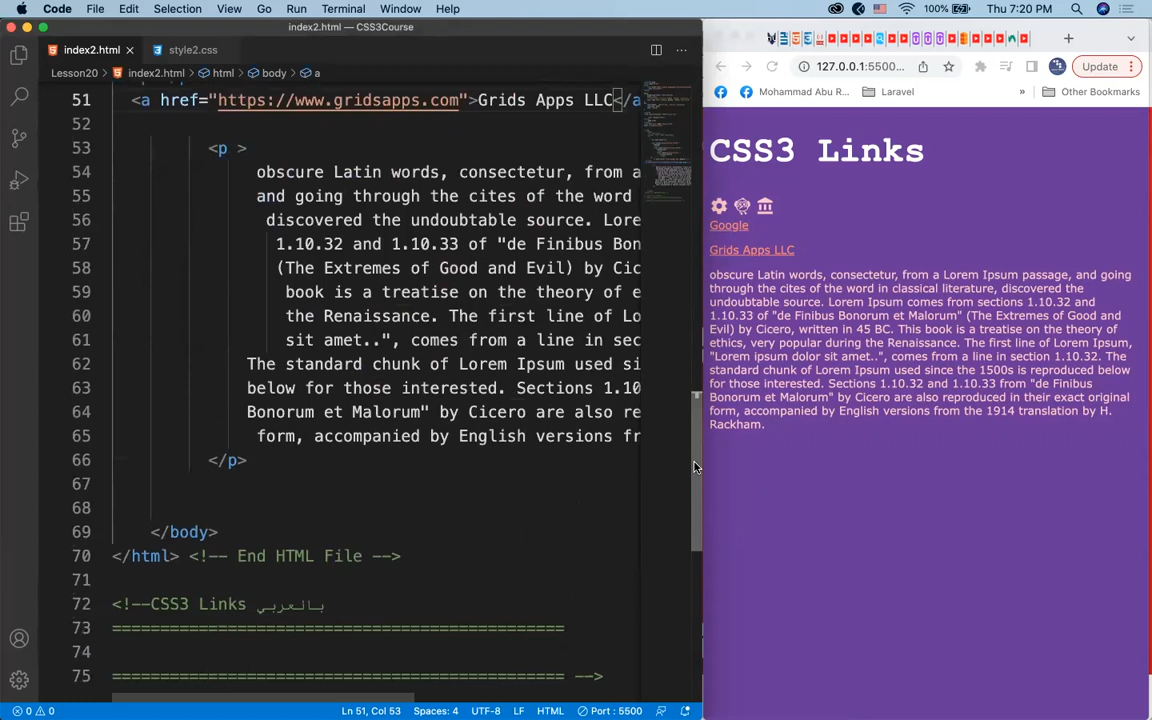 Code File Edit Selection View Go Run Terminal Window Help 100% Thu 7:20 PM
index2.html — CSS3Course
index2.html style2.css
Lesson20 > index2.html > html > body > a
51 <a href="https://www.gridsapps.com">Grids Apps LLC</a
52
53 <p >
54 obscure Latin words, consectetur, from a
55 and going through the cites of the word
56 discovered the undoubtable source. Lore
57 1.10.32 and 1.10.33 of "de Finibus Bon
58 (The Extremes of Good and Evil) by Cic
59 book is a treatise on the theory of e
60 the Renaissance. The first line of Lo
61 sit amet..", comes from a line in sec
62 The standard chunk of Lorem Ipsum used si
63 below for those interested. Sections 1.10
64 Bonorum et Malorum" by Cicero are also re
65 form, accompanied by English versions fr
66 </p>
67
68
69 </body>
70 </html> <!-- End HTML File -->
71
72 <!--CSS3 Links بالعربي
73 ===============================================
74
75 =============================================== -->
0 0 Ln 51, Col 53 Spaces: 4 UTF-8 LF HTML Port : 5500
127.0.0.1:5500... Update
Mohammad Abu R... Laravel » Other Bookmarks
CSS3 Links
Google
Grids Apps LLC
obscure Latin words, consectetur, from a Lorem Ipsum passage, and going
through the cites of the word in classical literature, discovered the
undoubtable source. Lorem Ipsum comes from sections 1.10.32 and
1.10.33 of "de Finibus Bonorum et Malorum" (The Extremes of Good and
Evil) by Cicero, written in 45 BC. This book is a treatise on the theory of
ethics, very popular during the Renaissance. The first line of Lorem Ipsum,
"Lorem ipsum dolor sit amet..", comes from a line in section 1.10.32. The
standard chunk of Lorem Ipsum used since the 1500s is reproduced below
for those interested. Sections 1.10.32 and 1.10.33 from "de Finibus
Bonorum et Malorum" by Cicero are also reproduced in their exact original
form, accompanied by English versions from the 1914 translation by H.
Rackham.